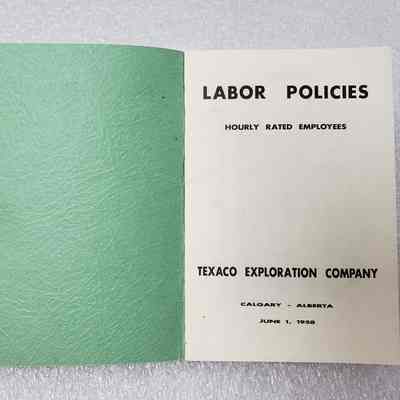 LABOR POLICIES
HOURLY RATED EMPLOYEES
TEXACO EXPLORATION COMPANY
CALGARY - ALBERTA
JUNE 1, 1958